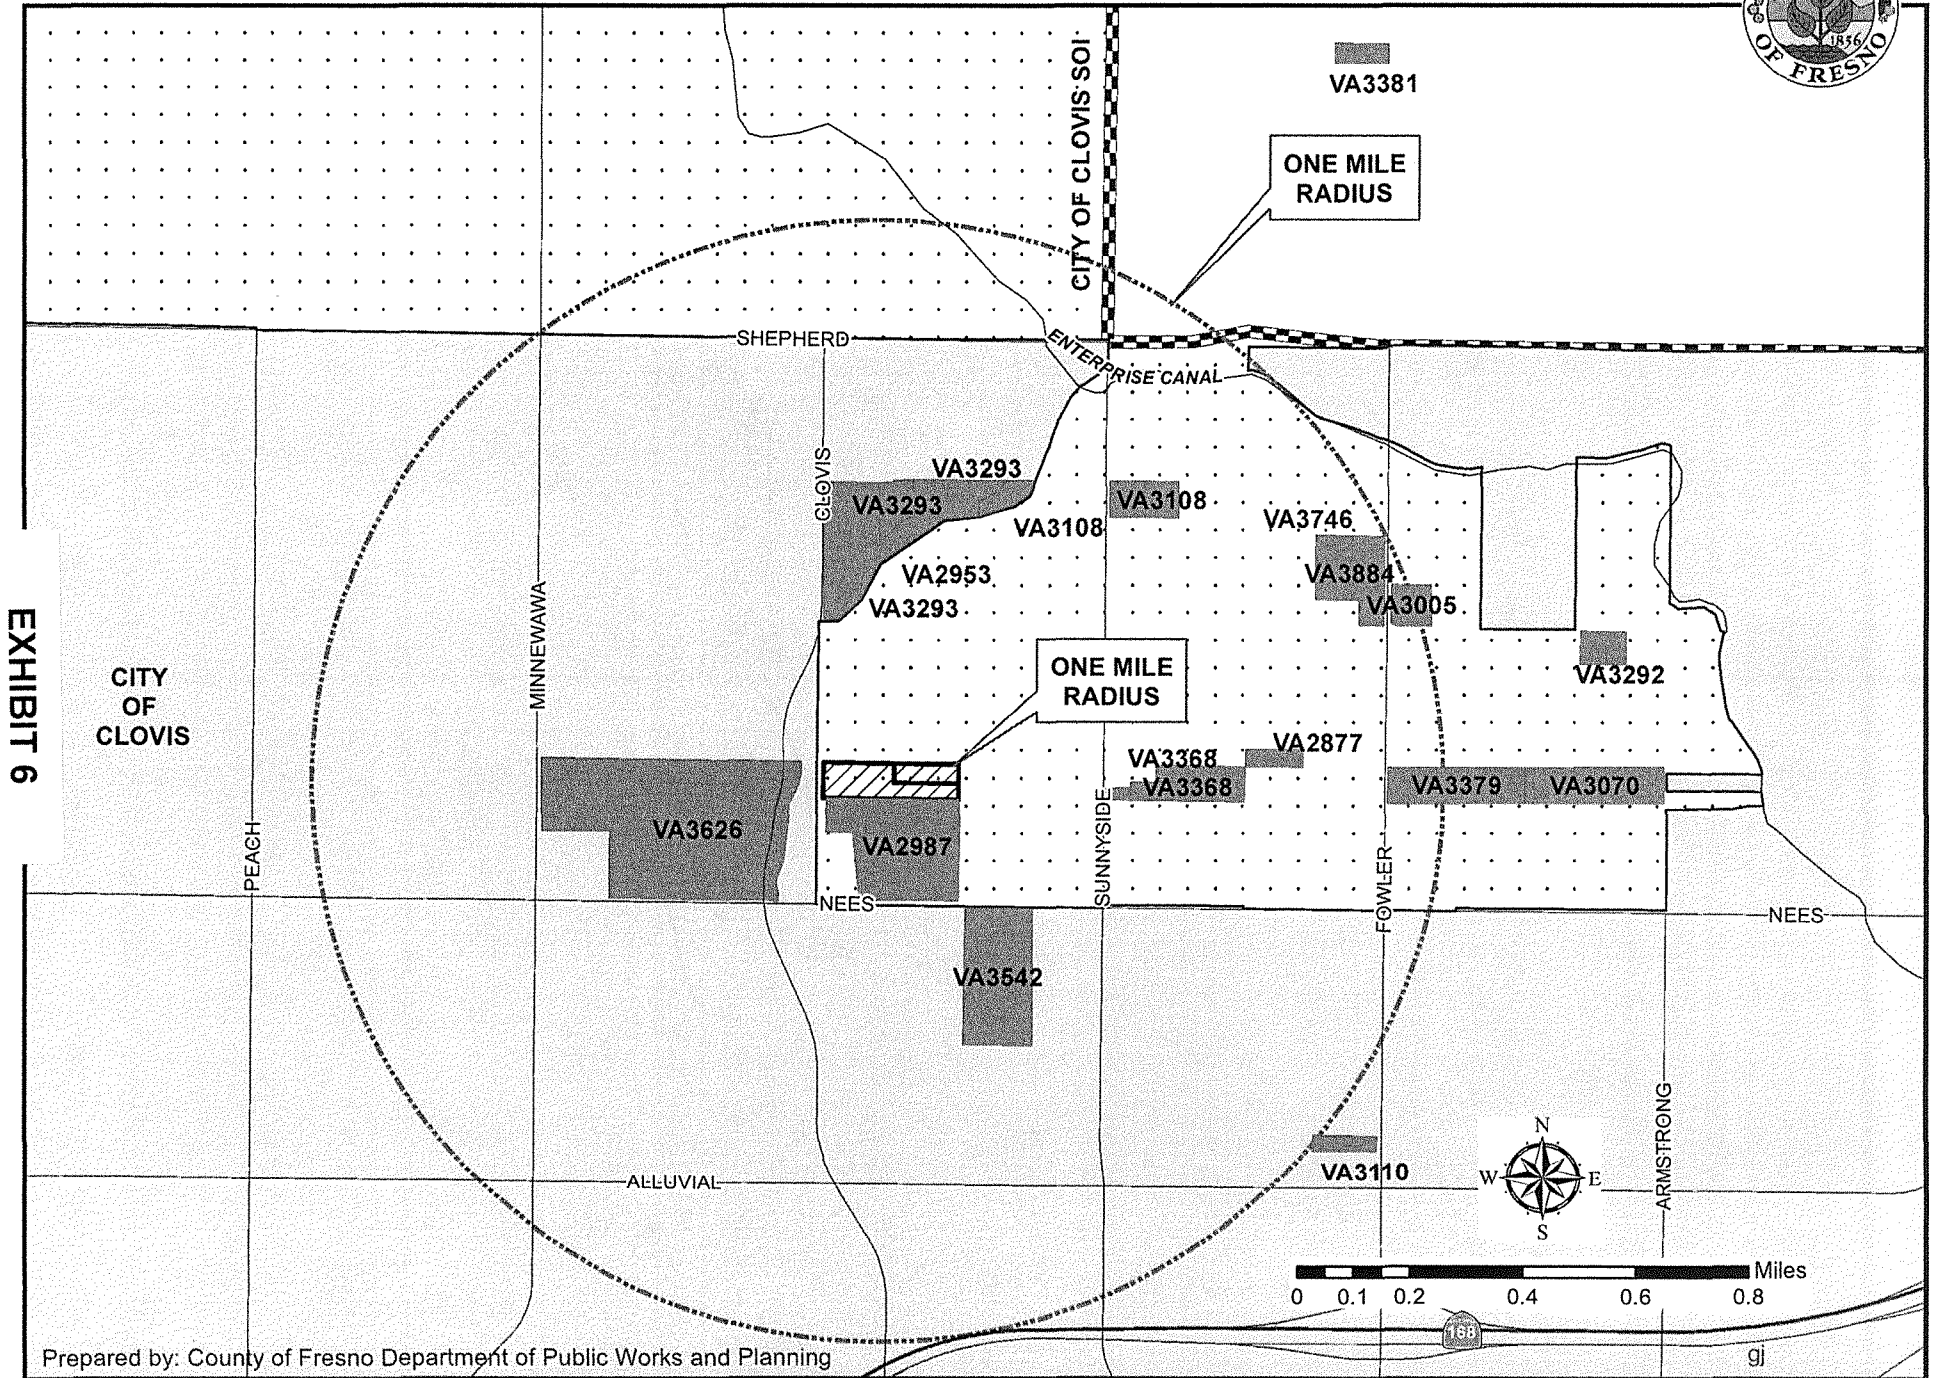 1856
OF FRESNO
VA3381
CITY OF CLOVIS SOI
ONE MILE
RADIUS
SHEPHERD
ENTERPRISE CANAL
CLOVIS
VA3293
VA3293
VA3108
VA3108
VA3746
VA2953
VA3293
VA3884
VA3005
MINNEWAWA
EXHIBIT 6
CITY
OF
CLOVIS
ONE MILE
RADIUS
VA3292
VA2877
VA3368
VA3368
VA3379
VA3070
PEACH
VA3626
VA2987
SUNNYSIDE
FOWLER
NEES
NEES
VA3542
VA3110
ALLUVIAL
ARMSTRONG
N
W
E
S
Miles
0 0.1 0.2 0.4 0.6 0.8
168
Prepared by: County of Fresno Department of Public Works and Planning
gj